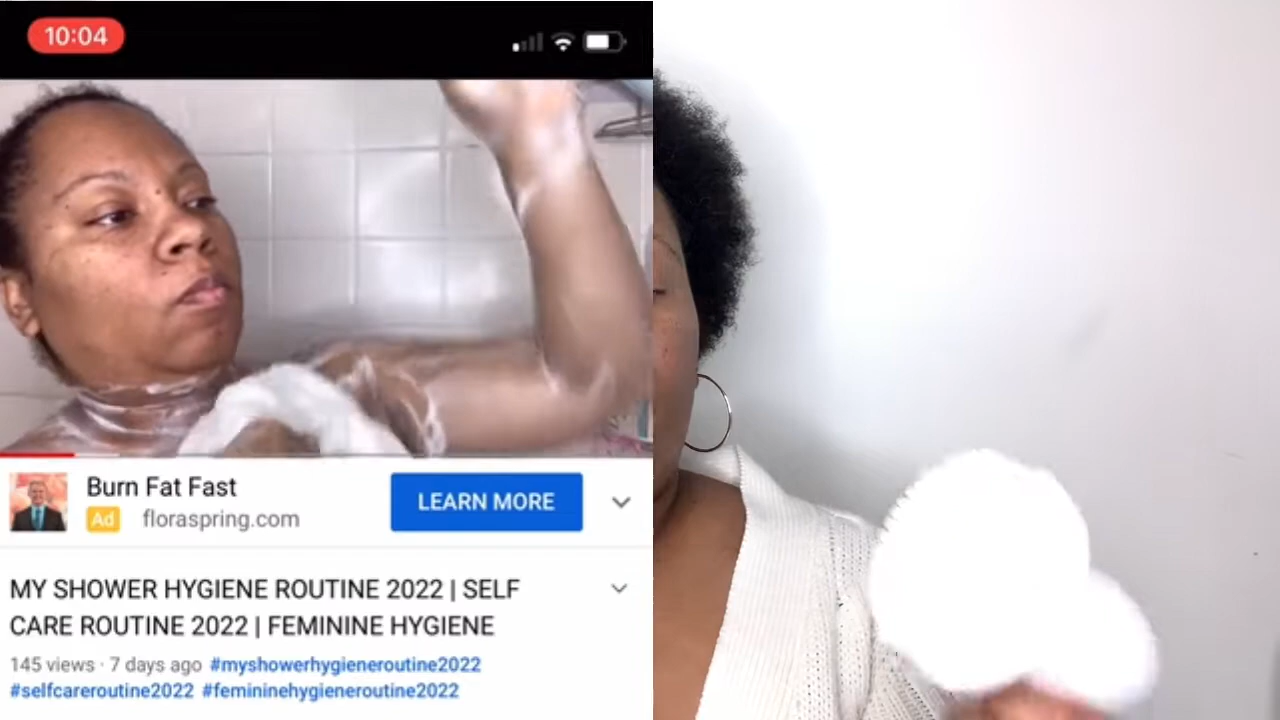 10:04
Burn Fat Fast
Ad floraspring.com
LEARN MORE
MY SHOWER HYGIENE ROUTINE 2022 | SELF
CARE ROUTINE 2022 | FEMININE HYGIENE
145 views · 7 days ago #myshowerhygieneroutine2022
#selfcareroutine2022 #femininehygieneroutine2022